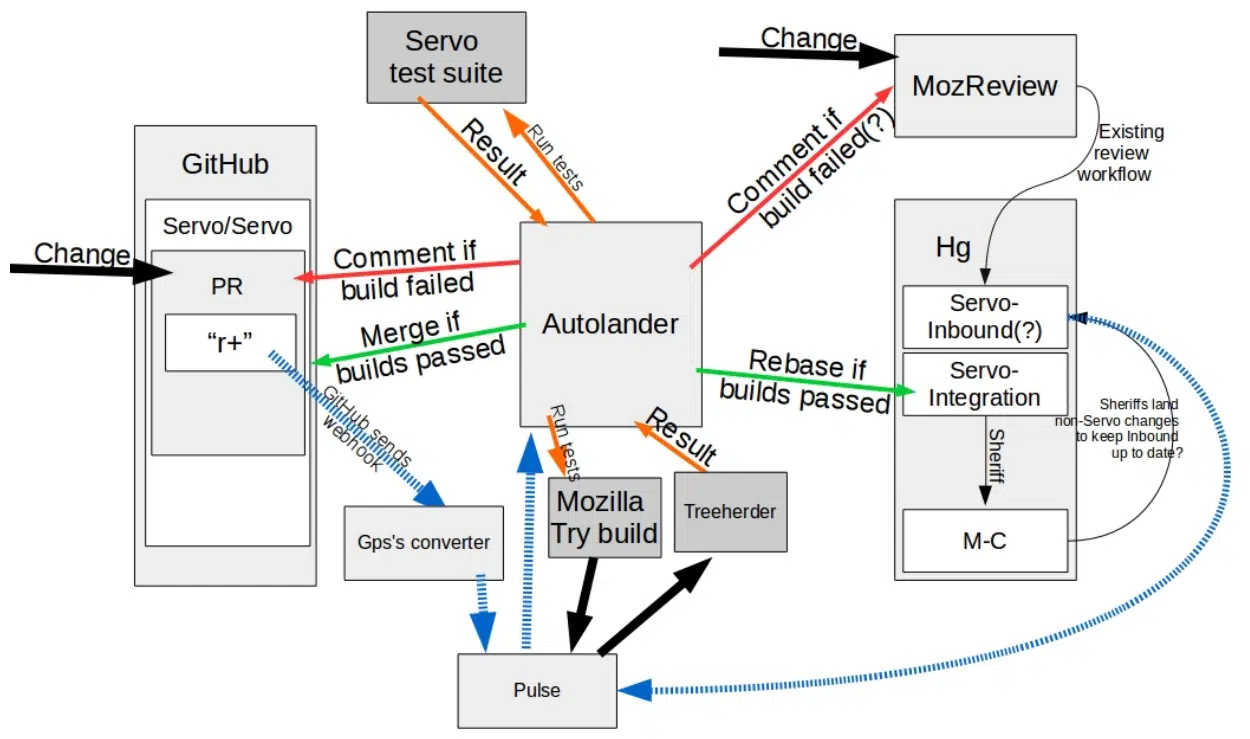 Servo
test suite
Change
MozReview
Result
Run tests
Comment if
build failed(?)
Existing
review
workflow
GitHub
Servo/Servo
Change
PR
"r+"
Comment if
build failed
Merge if
builds passed
Autolander
Rebase if
builds passed
Hg
Servo-
Inbound(?)
Servo-
Integration
Sheriff
Sheriffs land
non-Servo changes
to keep Inbound
up to date?
M-C
GitHub sends
webhook
Run tests
Result
Gps's converter
Mozilla
Try build
Treeherder
Pulse